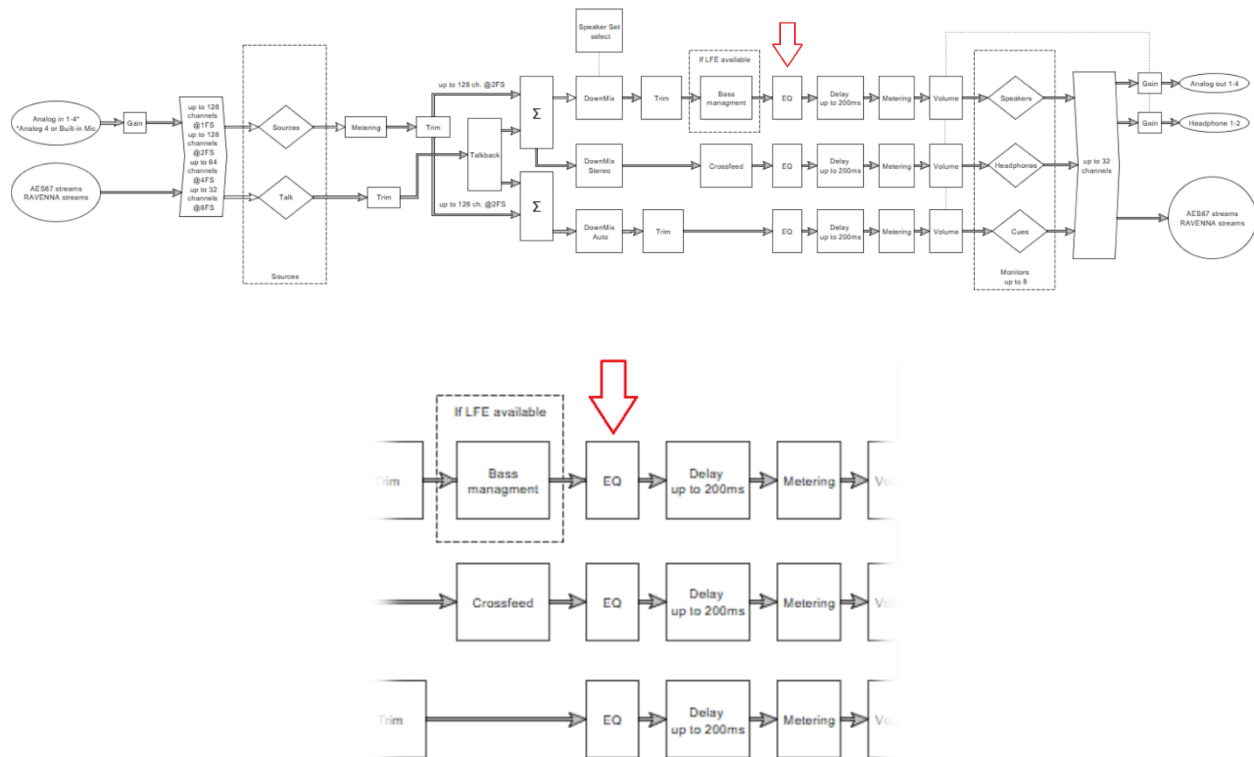 Speaker Set
select
If LFE available
up to 128 ch. @2FS
Analog in 1-4*
*Analog 4 or Built-in Mic
Gain
up to 128
channels
@1FS
up to 128
channels
@2FS
up to 64
channels
@4FS
up to 32
channels
@8FS
Sources
Metering
Trim
Σ
DownMix
Trim
Bass
managment
EQ
Delay
up to 200ms
Metering
Volume
Speakers
Gain
Analog out 1-4
Gain
Headphone 1-2
Talkback
DownMix
Stereo
Crossfeed
EQ
Delay
up to 200ms
Metering
Volume
Headphones
up to 32
channels
AES67 streams
RAVENNA streams
Talk
Trim
up to 128 ch. @2FS
Σ
DownMix
Auto
Trim
EQ
Delay
up to 200ms
Metering
Volume
Cues
AES67 streams
RAVENNA streams
Sources
Monitors
up to 6
If LFE available
Trim
Bass
managment
EQ
Delay
up to 200ms
Metering
Vo
Crossfeed
EQ
Delay
up to 200ms
Metering
Vo
Trim
EQ
Delay
up to 200ms
Metering
Vo